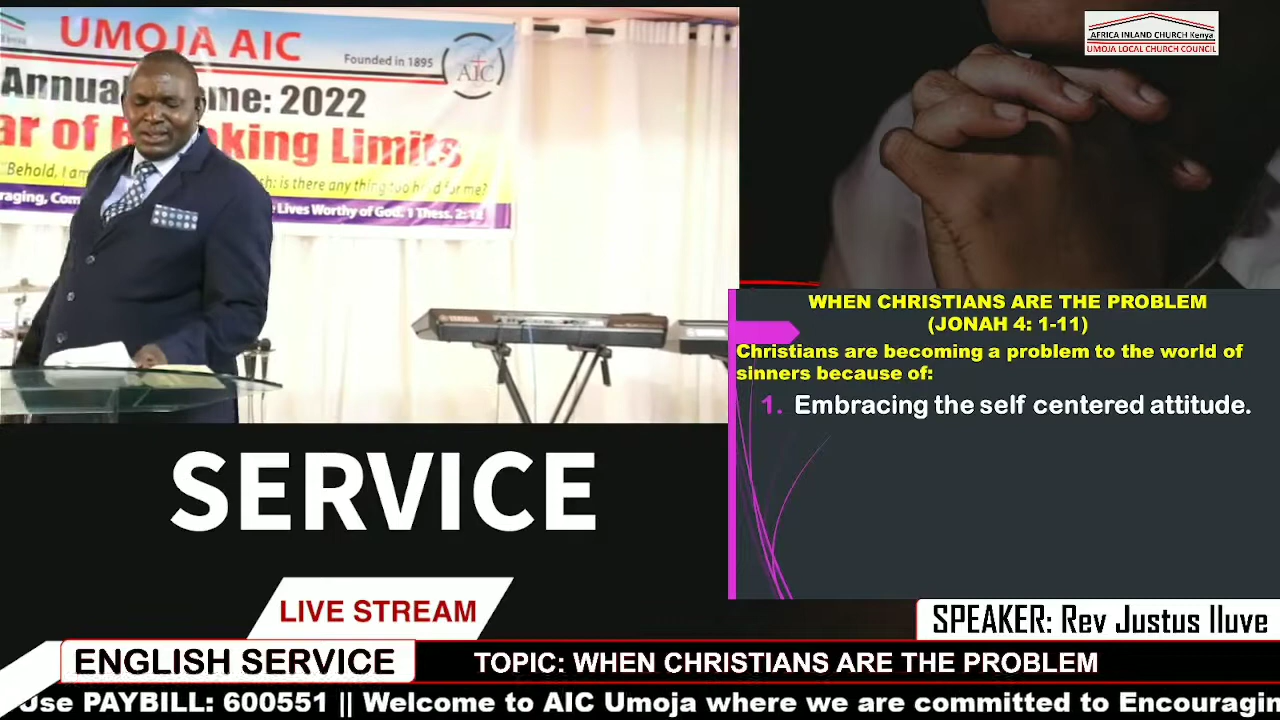 UMOJA AIC
Founded in 1895
AIC
Annual me: 2022
ar of B king Limits
"Behold, I am sh: is there any thing too hard for me?
raging, Com Lives Worthy of God. 1 Thess. 2: 12
YAMAHA
AFRICA INLAND CHURCH Kenya
UMOJA LOCAL CHURCH COUNCIL
WHEN CHRISTIANS ARE THE PROBLEM
(JONAH 4: 1-11)
Christians are becoming a problem to the world of
sinners because of:
1. Embracing the self centered attitude.
SERVICE
LIVE STREAM
SPEAKER: Rev Justus Iluve
ENGLISH SERVICE
TOPIC: WHEN CHRISTIANS ARE THE PROBLEM
Use PAYBILL: 600551 || Welcome to AIC Umoja where we are committed to Encouragin